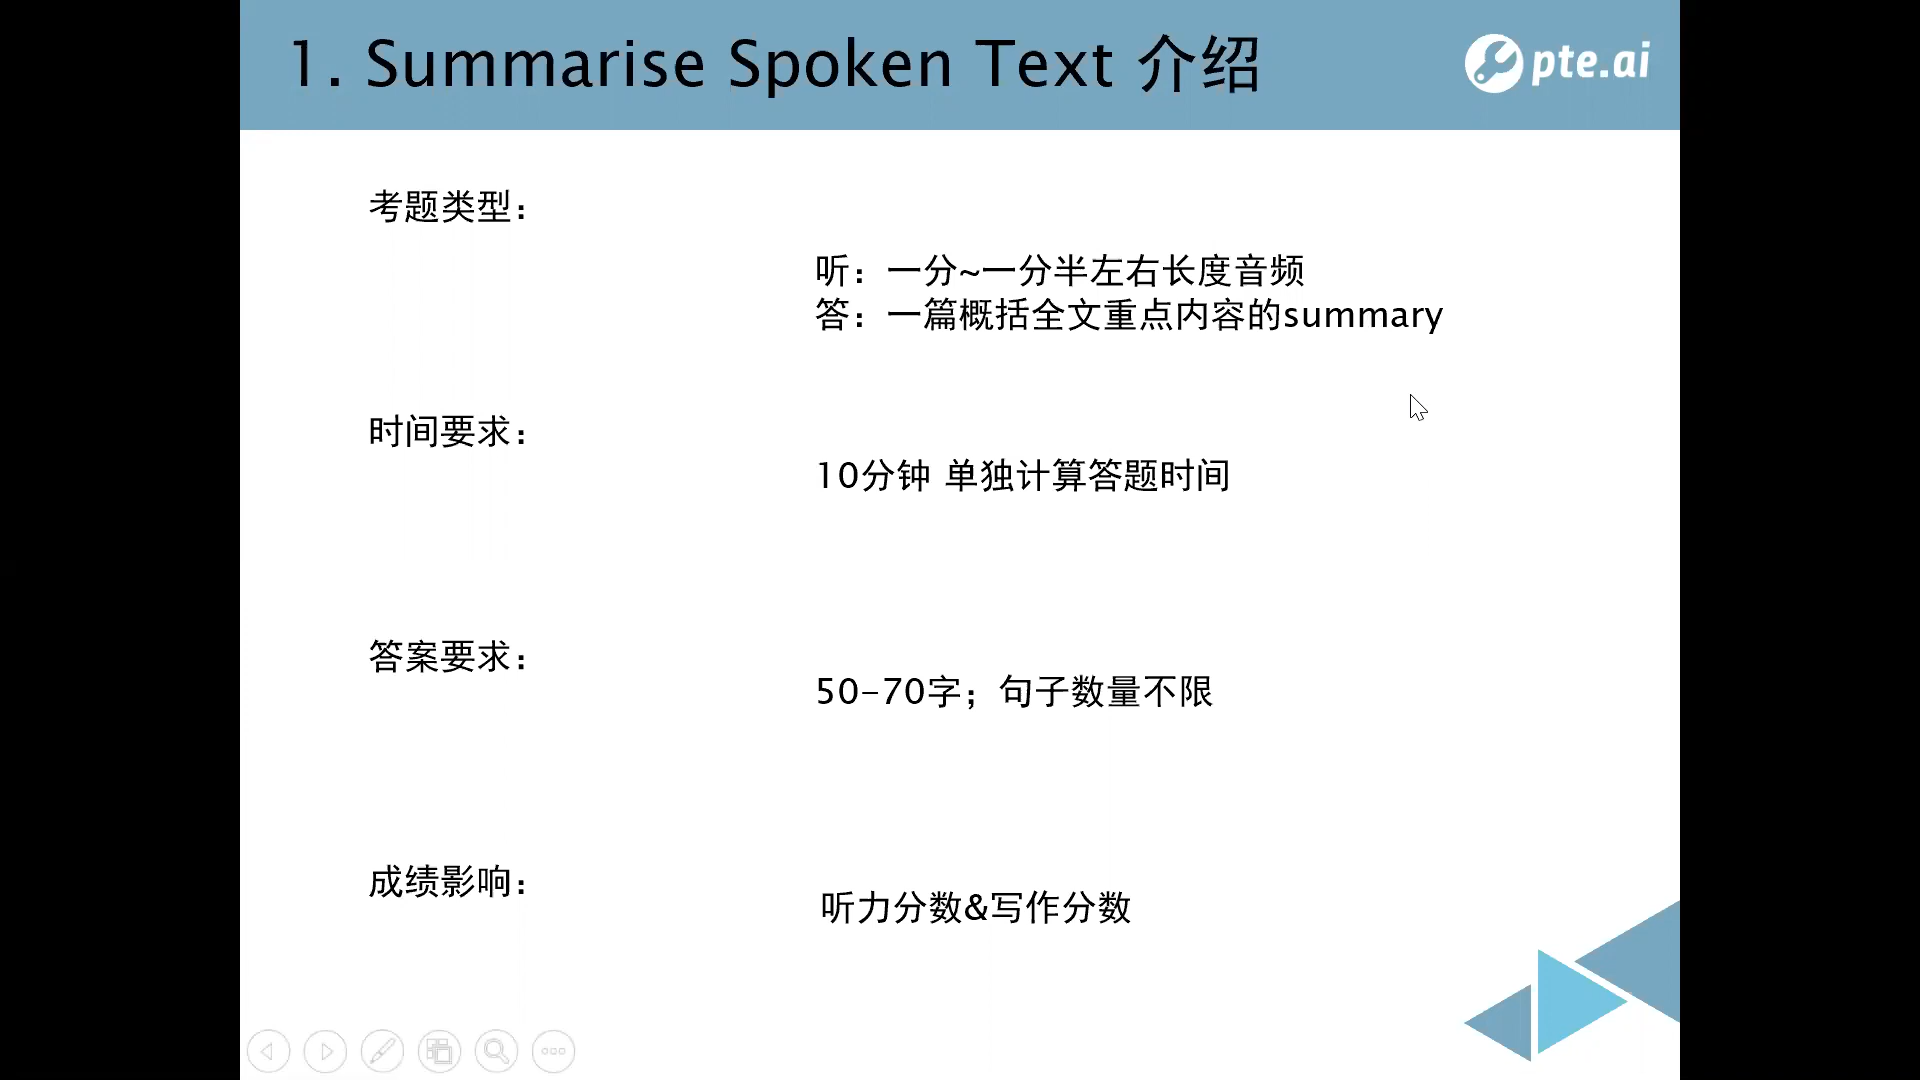 1. Summarise Spoken Text 介绍
pte.ai
考题类型：
听：一分~一分半左右长度音频
答：一篇概括全文重点内容的summary
时间要求：
10分钟 单独计算答题时间
答案要求：
50-70字；句子数量不限
成绩影响：
听力分数&写作分数